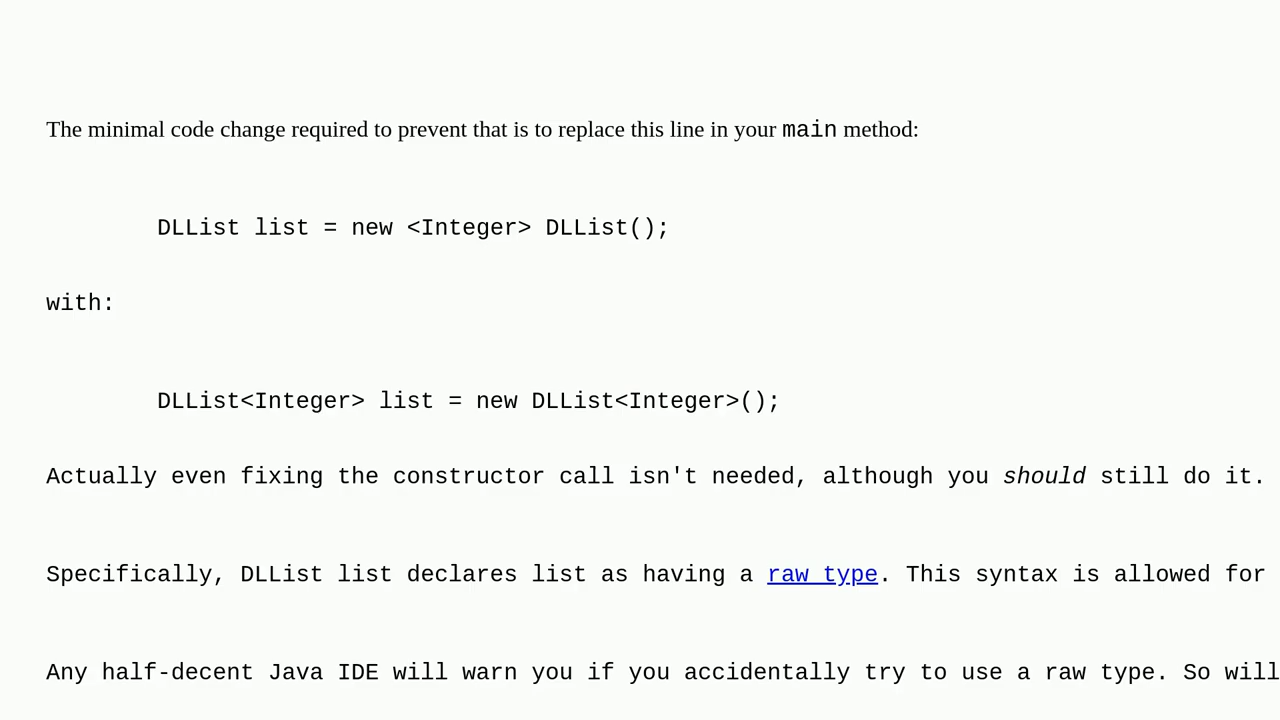 The minimal code change required to prevent that is to replace this line in your main method:
DLList list = new <Integer> DLList();
with:
DLList<Integer> list = new DLList<Integer>();
Actually even fixing the constructor call isn't needed, although you should still do it.
Specifically, DLList list declares list as having a raw type. This syntax is allowed for
Any half-decent Java IDE will warn you if you accidentally try to use a raw type. So will